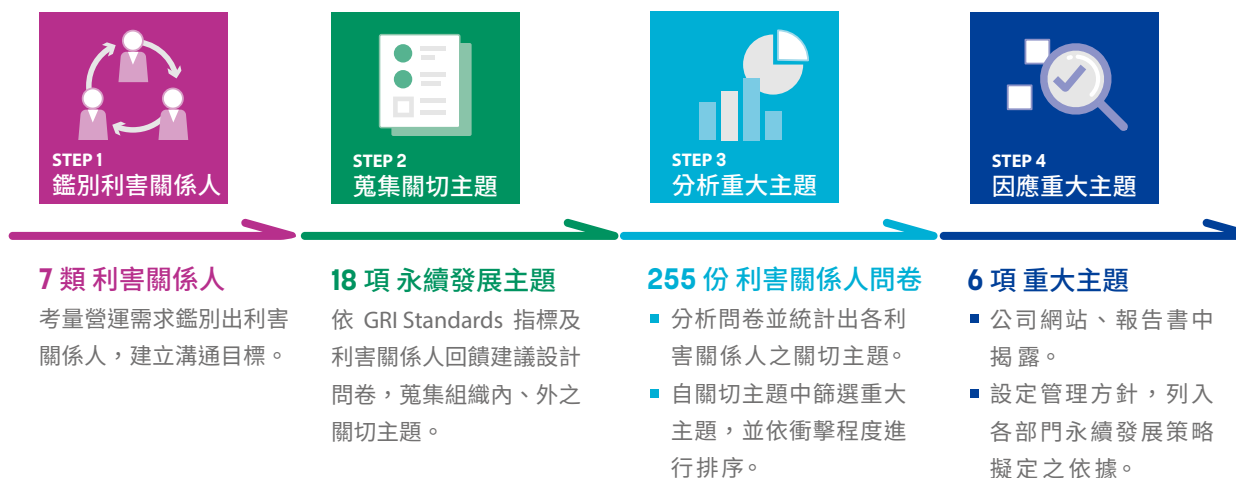 STEP 1
鑑別利害關係人
STEP 2
蒐集關切主題
STEP 3
分析重大主題
STEP 4
因應重大主題
7 類 利害關係人
考量營運需求鑑別出利害
關係人，建立溝通目標。
18 項 永續發展主題
依 GRI Standards 指標及
利害關係人回饋建議設計
問卷，蒐集組織內、外之
關切主題。
255 份 利害關係人問卷
分析問卷並統計出各利
害關係人之關切主題。
自關切主題中篩選重大
主題，並依衝擊程度進
行排序。
6 項 重大主題
公司網站、報告書中
揭露。
設定管理方針，列入
各部門永續發展策略
擬定之依據。